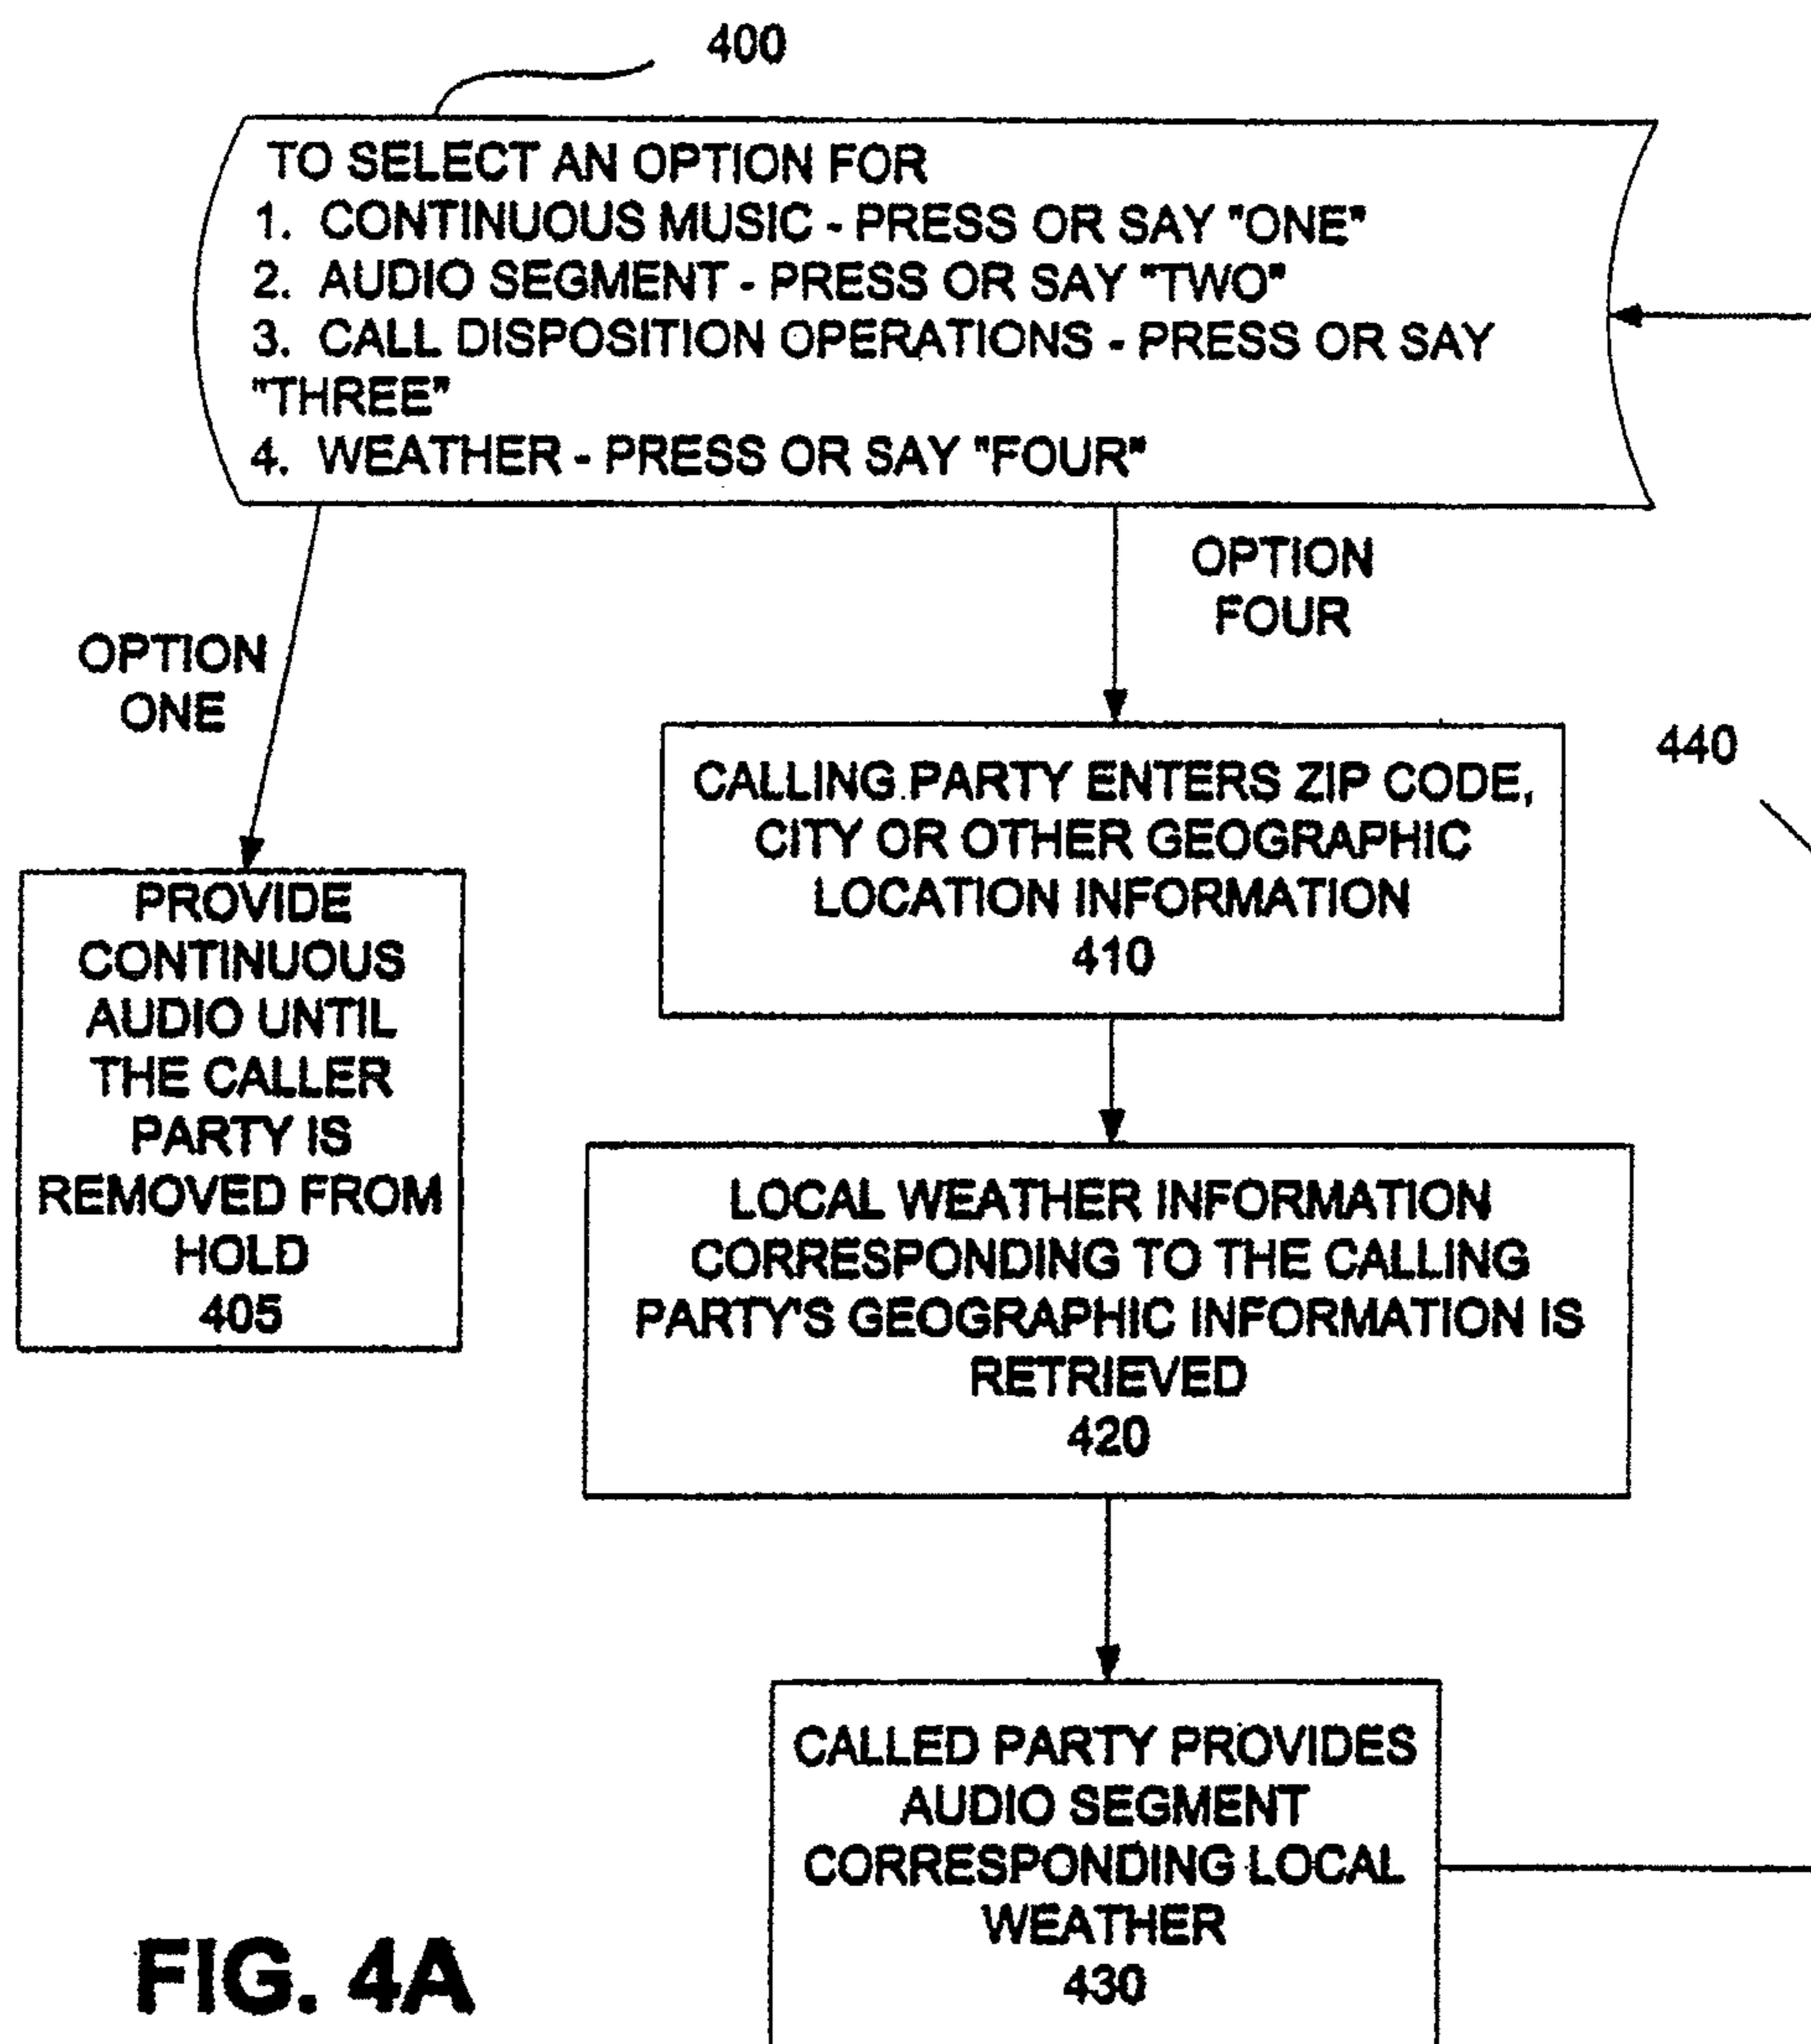 400
TO SELECT AN OPTION FOR
1. CONTINUOUS MUSIC - PRESS OR SAY "ONE"
2. AUDIO SEGMENT - PRESS OR SAY "TWO"
3. CALL DISPOSITION OPERATIONS - PRESS OR SAY
"THREE"
4. WEATHER - PRESS OR SAY "FOUR"
OPTION
ONE
OPTION
FOUR
PROVIDE
CONTINUOUS
AUDIO UNTIL
THE CALLER
PARTY IS
REMOVED FROM
HOLD
405
CALLING PARTY ENTERS ZIP CODE,
CITY OR OTHER GEOGRAPHIC
LOCATION INFORMATION
410
440
LOCAL WEATHER INFORMATION
CORRESPONDING TO THE CALLING
PARTY'S GEOGRAPHIC INFORMATION IS
RETRIEVED
420
CALLED PARTY PROVIDES
AUDIO SEGMENT
CORRESPONDING LOCAL
WEATHER
430
FIG. 4A